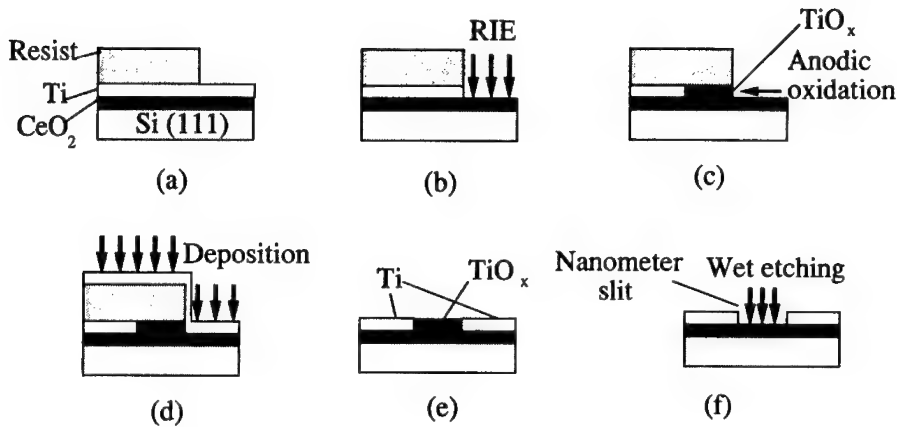 Resist
Ti
CeO2
Si (111)
(a)
RIE
(b)
TiOx
Anodic
oxidation
(c)
Deposition
(d)
Ti
TiOx
(e)
Nanometer
slit
Wet etching
(f)